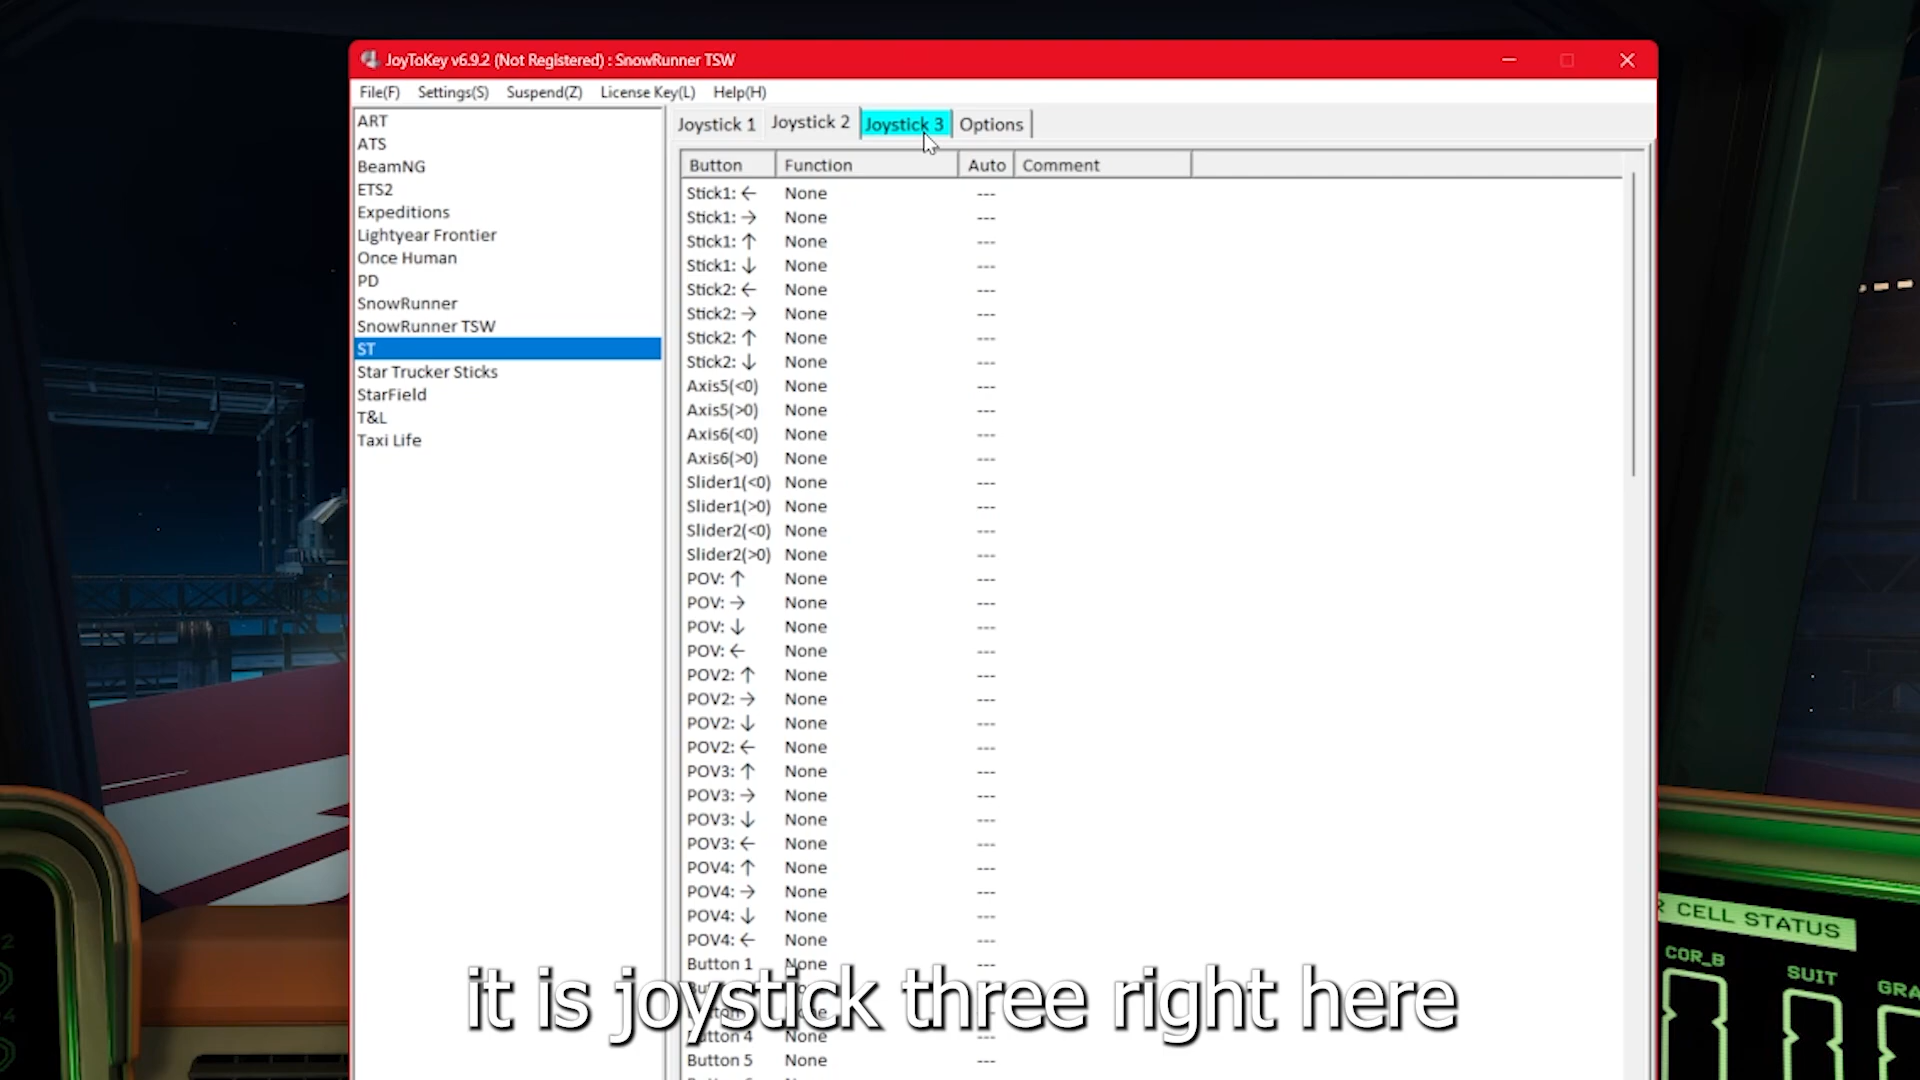 JoyToKey v6.9.2 (Not Registered) : SnowRunner TSW
File(F) Settings(S) Suspend(Z) License Key(L) Help(H)
ART
ATS
BeamNG
ETS2
Expeditions
Lightyear Frontier
Once Human
PD
SnowRunner
SnowRunner TSW
ST
Star Trucker Sticks
StarField
T&L
Taxi Life
Joystick 1 Joystick 2 Joystick 3 Options
Button Function Auto Comment
Stick1: ← None ---
Stick1: → None ---
Stick1: ↑ None ---
Stick1: ↓ None ---
Stick2: ← None ---
Stick2: → None ---
Stick2: ↑ None ---
Stick2: ↓ None ---
Axis5(<0) None ---
Axis5(>0) None ---
Axis6(<0) None ---
Axis6(>0) None ---
Slider1(<0) None ---
Slider1(>0) None ---
Slider2(<0) None ---
Slider2(>0) None ---
POV: ↑ None ---
POV: → None ---
POV: ↓ None ---
POV: ← None ---
POV2: ↑ None ---
POV2: → None ---
POV2: ↓ None ---
POV2: ← None ---
POV3: ↑ None ---
POV3: → None ---
POV3: ↓ None ---
POV3: ← None ---
POV4: ↑ None ---
POV4: → None ---
POV4: ↓ None ---
POV4: ← None ---
Button 1 None ---
Button 4 None ---
Button 5 None ---
it is joystick three right here
CELL STATUS
COR_B
SUIT